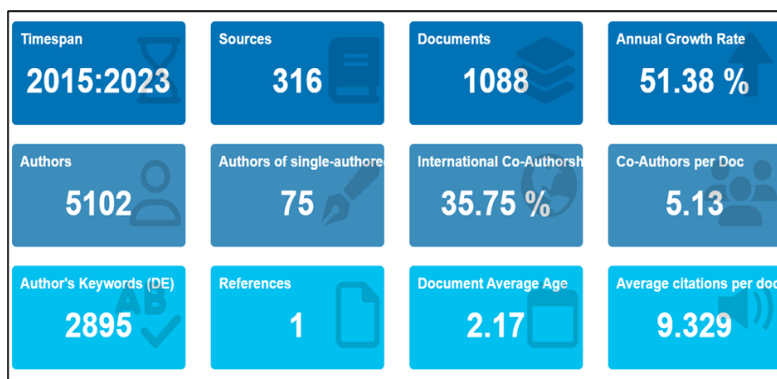 Timespan
2015:2023
Sources
316
Documents
1088
Annual Growth Rate
51.38 %
Authors
5102
Authors of single-authore
75
International Co-Authorsh
35.75 %
Co-Authors per Doc
5.13
Author's Keywords (DE)
2895
AB
References
1
Document Average Age
2.17
Average citations per doc
9.329